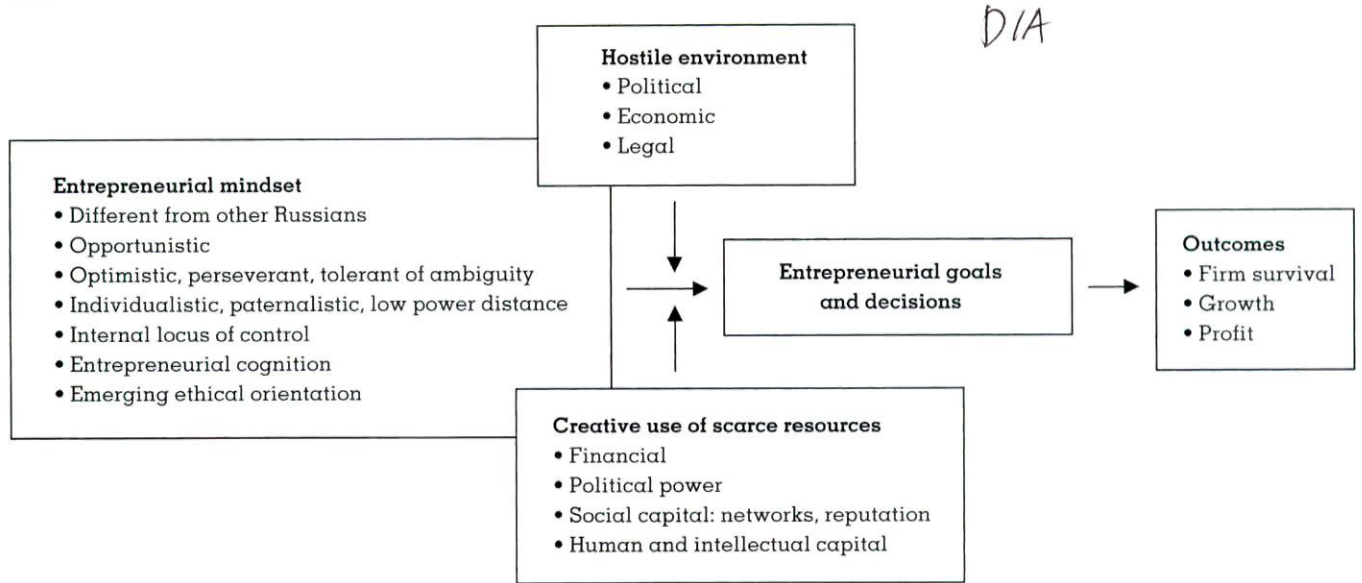 D/A
Hostile environment
• Political
• Economic
• Legal
Entrepreneurial mindset
• Different from other Russians
• Opportunistic
• Optimistic, perseverant, tolerant of ambiguity
• Individualistic, paternalistic, low power distance
• Internal locus of control
• Entrepreneurial cognition
• Emerging ethical orientation
Entrepreneurial goals
and decisions
Outcomes
• Firm survival
• Growth
• Profit
Creative use of scarce resources
• Financial
• Political power
• Social capital: networks, reputation
• Human and intellectual capital